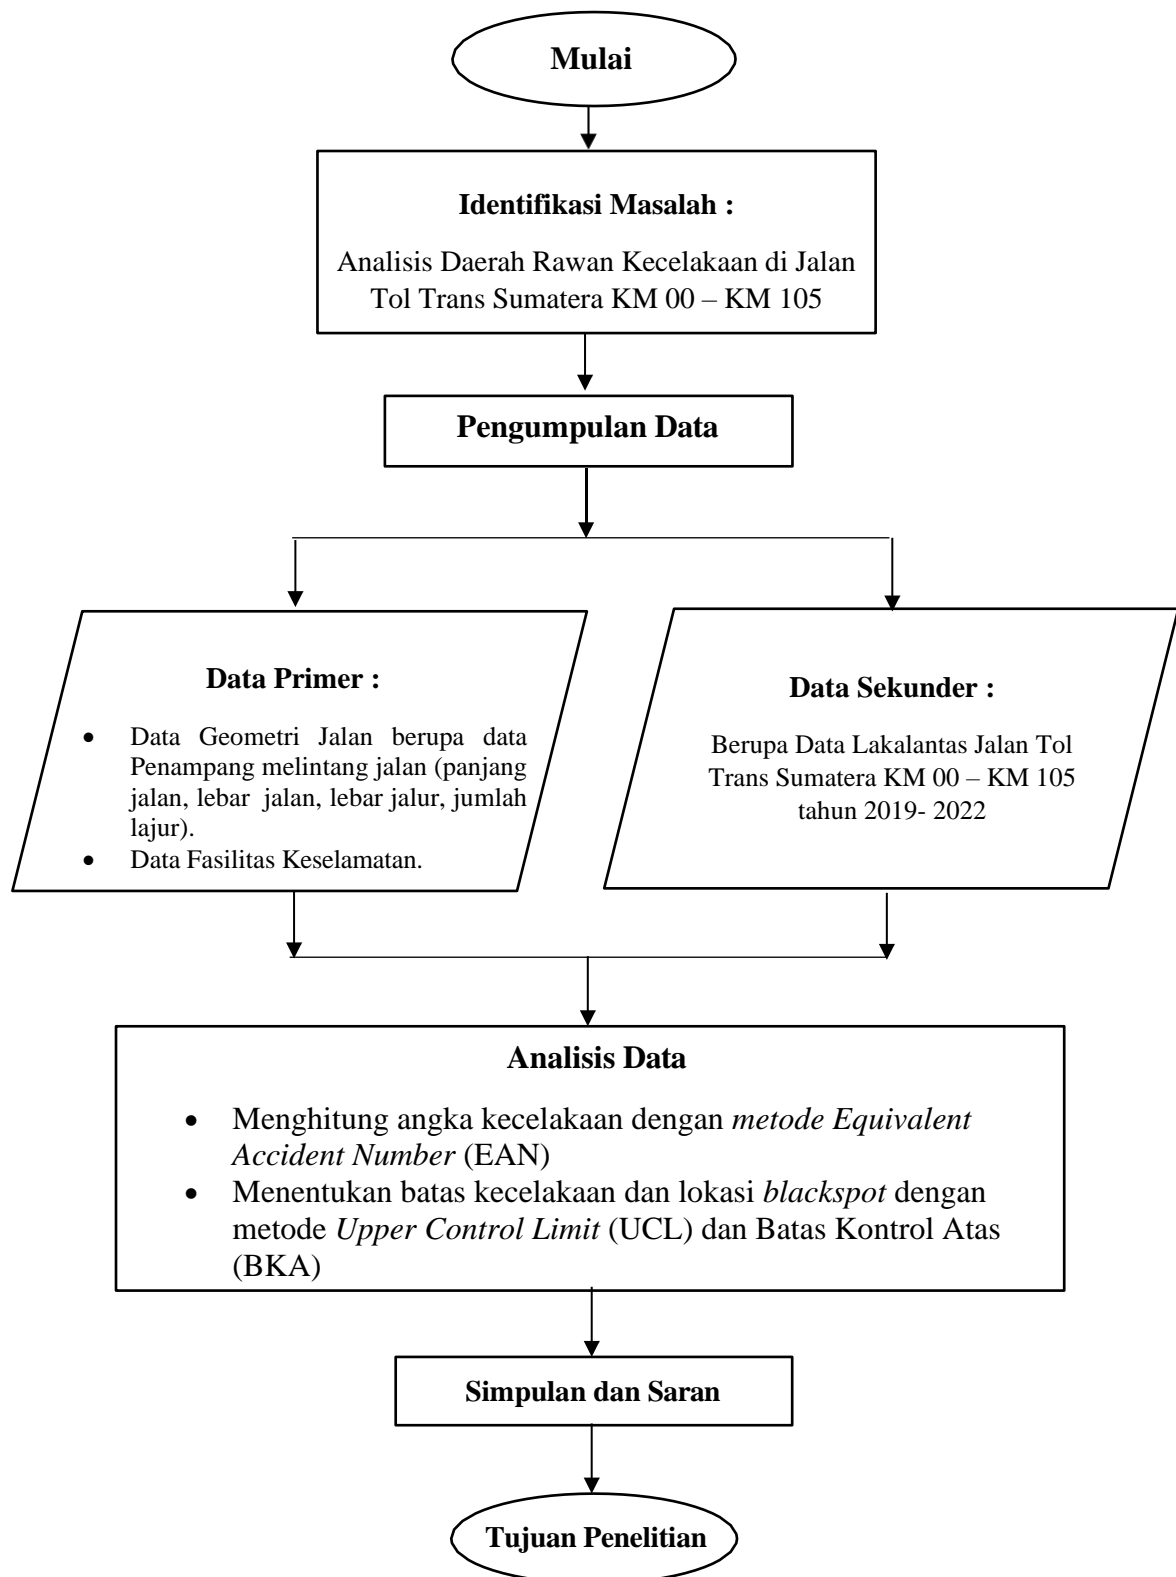 Mulai
Identifikasi Masalah :
Analisis Daerah Rawan Kecelakaan di Jalan
Tol Trans Sumatera KM 00 – KM 105
Pengumpulan Data
Data Primer :
• Data Geometri Jalan berupa data
Penampang melintang jalan (panjang
jalan, lebar jalan, lebar jalur, jumlah
lajur).
• Data Fasilitas Keselamatan.
Data Sekunder :
Berupa Data Lakalantas Jalan Tol
Trans Sumatera KM 00 – KM 105
tahun 2019- 2022
Analisis Data
• Menghitung angka kecelakaan dengan metode Equivalent
Accident Number (EAN)
• Menentukan batas kecelakaan dan lokasi blackspot dengan
metode Upper Control Limit (UCL) dan Batas Kontrol Atas
(BKA)
Simpulan dan Saran
Tujuan Penelitian